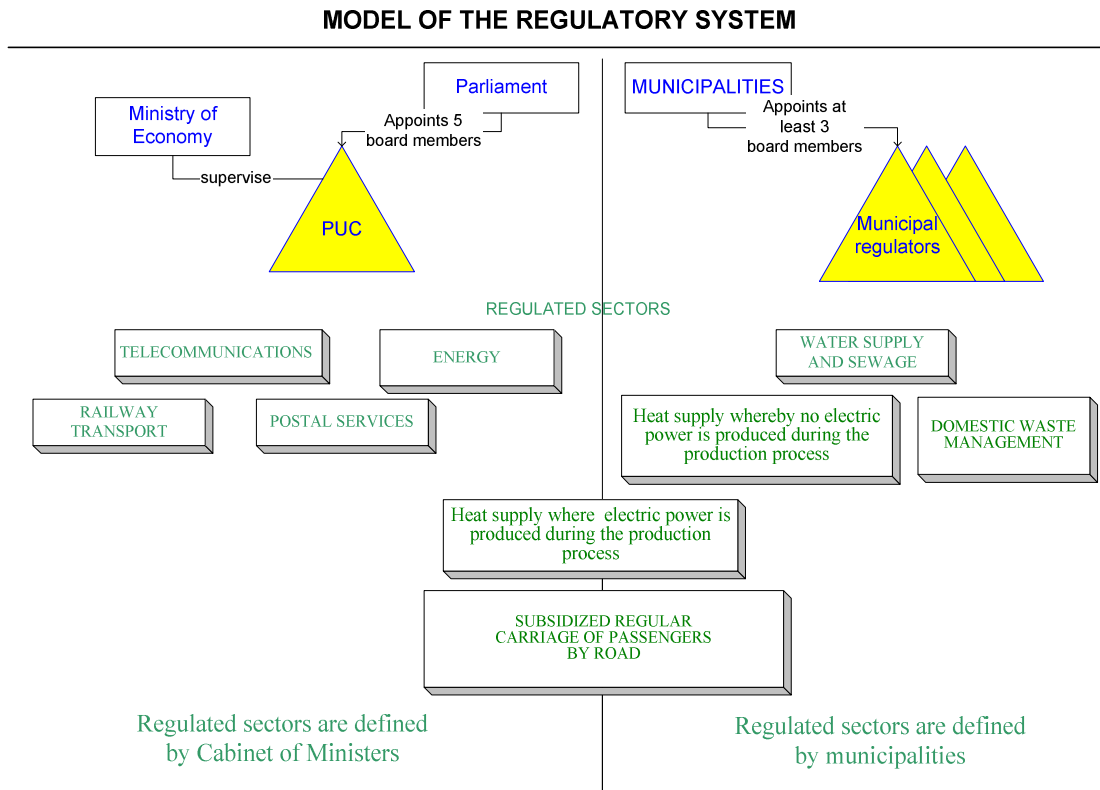 MODEL OF THE REGULATORY SYSTEM
Parliament
MUNICIPALITIES
Ministry of
Economy
Appoints 5
board members
Appoints at
least 3
board members
supervise
PUC
Municipal
regulators
REGULATED SECTORS
TELECOMMUNICATIONS
ENERGY
WATER SUPPLY
AND SEWAGE
RAILWAY
TRANSPORT
POSTAL SERVICES
Heat supply whereby no electric
power is produced during the
production process
DOMESTIC WASTE
MANAGEMENT
Heat supply where electric power is
produced during the production
process
SUBSIDIZED REGULAR
CARRIAGE OF PASSENGERS
BY ROAD
Regulated sectors are defined
by Cabinet of Ministers
Regulated sectors are defined
by municipalities